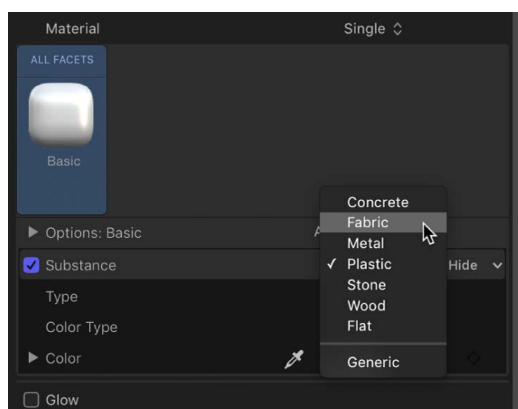 Material Single
ALL FACETS
Basic
Options: Basic A
Substance Hide
Type
Color Type
Color
Glow
Concrete
Fabric
Metal
✓ Plastic
Stone
Wood
Flat
Generic